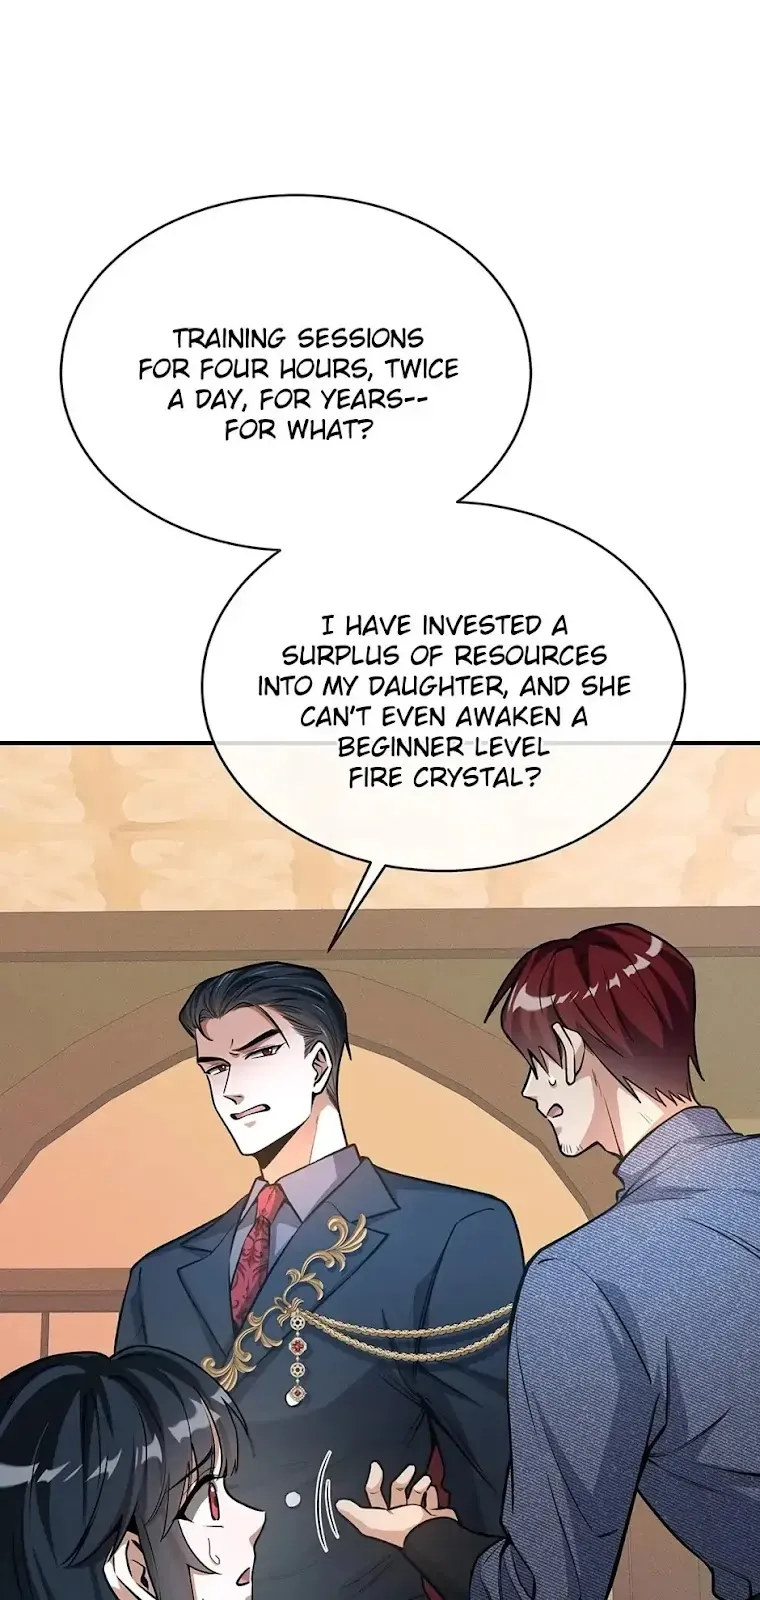 TRAINING SESSIONS
FOR FOUR HOURS, TWICE
A DAY, FOR YEARS--
FOR WHAT?
I HAVE INVESTED A
SURPLUS OF RESOURCES
INTO MY DAUGHTER, AND SHE
CAN'T EVEN AWAKEN A
BEGINNER LEVEL
FIRE CRYSTAL?